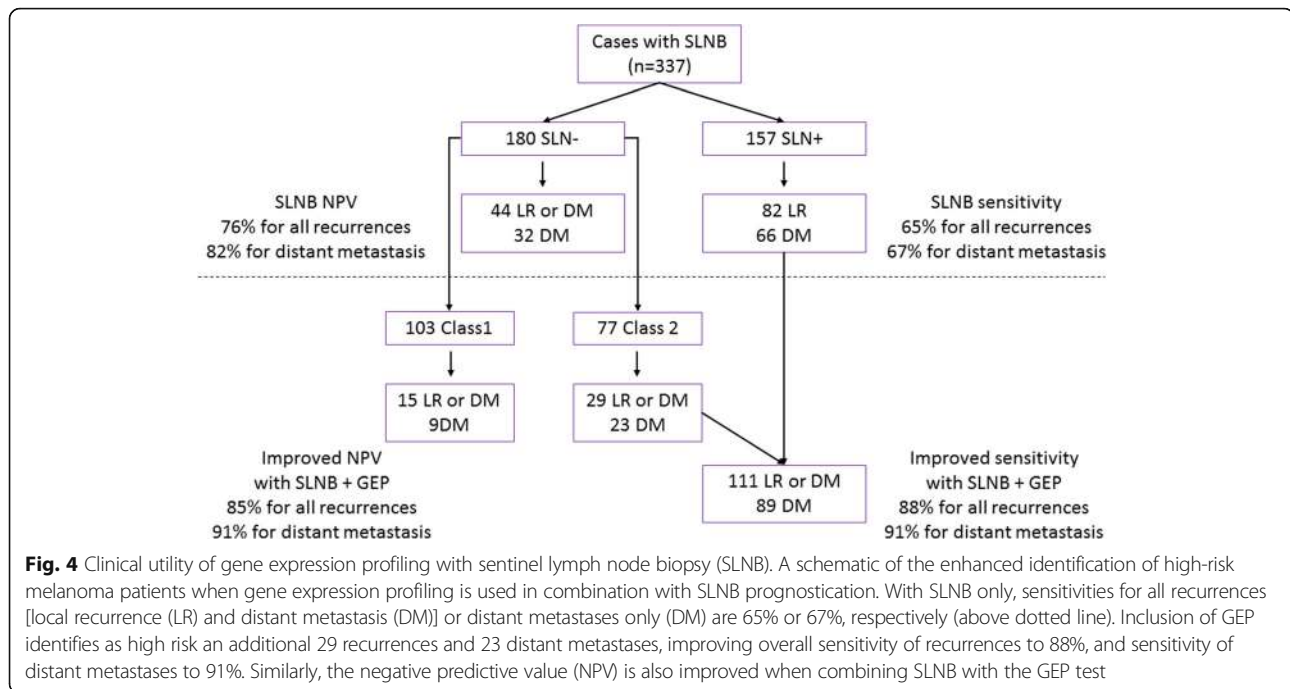 Cases with SLNB
(n=337)
180 SLN-
157 SLN+
SLNB NPV
76% for all recurrences
82% for distant metastasis
44 LR or DM
32 DM
82 LR
66 DM
SLNB sensitivity
65% for all recurrences
67% for distant metastasis
103 Class1
77 Class 2
15 LR or DM
9DM
29 LR or DM
23 DM
Improved NPV
with SLNB + GEP
85% for all recurrences
91% for distant metastasis
111 LR or DM
89 DM
Improved sensitivity
with SLNB + GEP
88% for all recurrences
91% for distant metastasis
Fig. 4 Clinical utility of gene expression profiling with sentinel lymph node biopsy (SLNB). A schematic of the enhanced identification of high-risk
melanoma patients when gene expression profiling is used in combination with SLNB prognostication. With SLNB only, sensitivities for all recurrences
[local recurrence (LR) and distant metastasis (DM)] or distant metastases only (DM) are 65% or 67%, respectively (above dotted line). Inclusion of GEP
identifies as high risk an additional 29 recurrences and 23 distant metastases, improving overall sensitivity of recurrences to 88%, and sensitivity of
distant metastases to 91%. Similarly, the negative predictive value (NPV) is also improved when combining SLNB with the GEP test